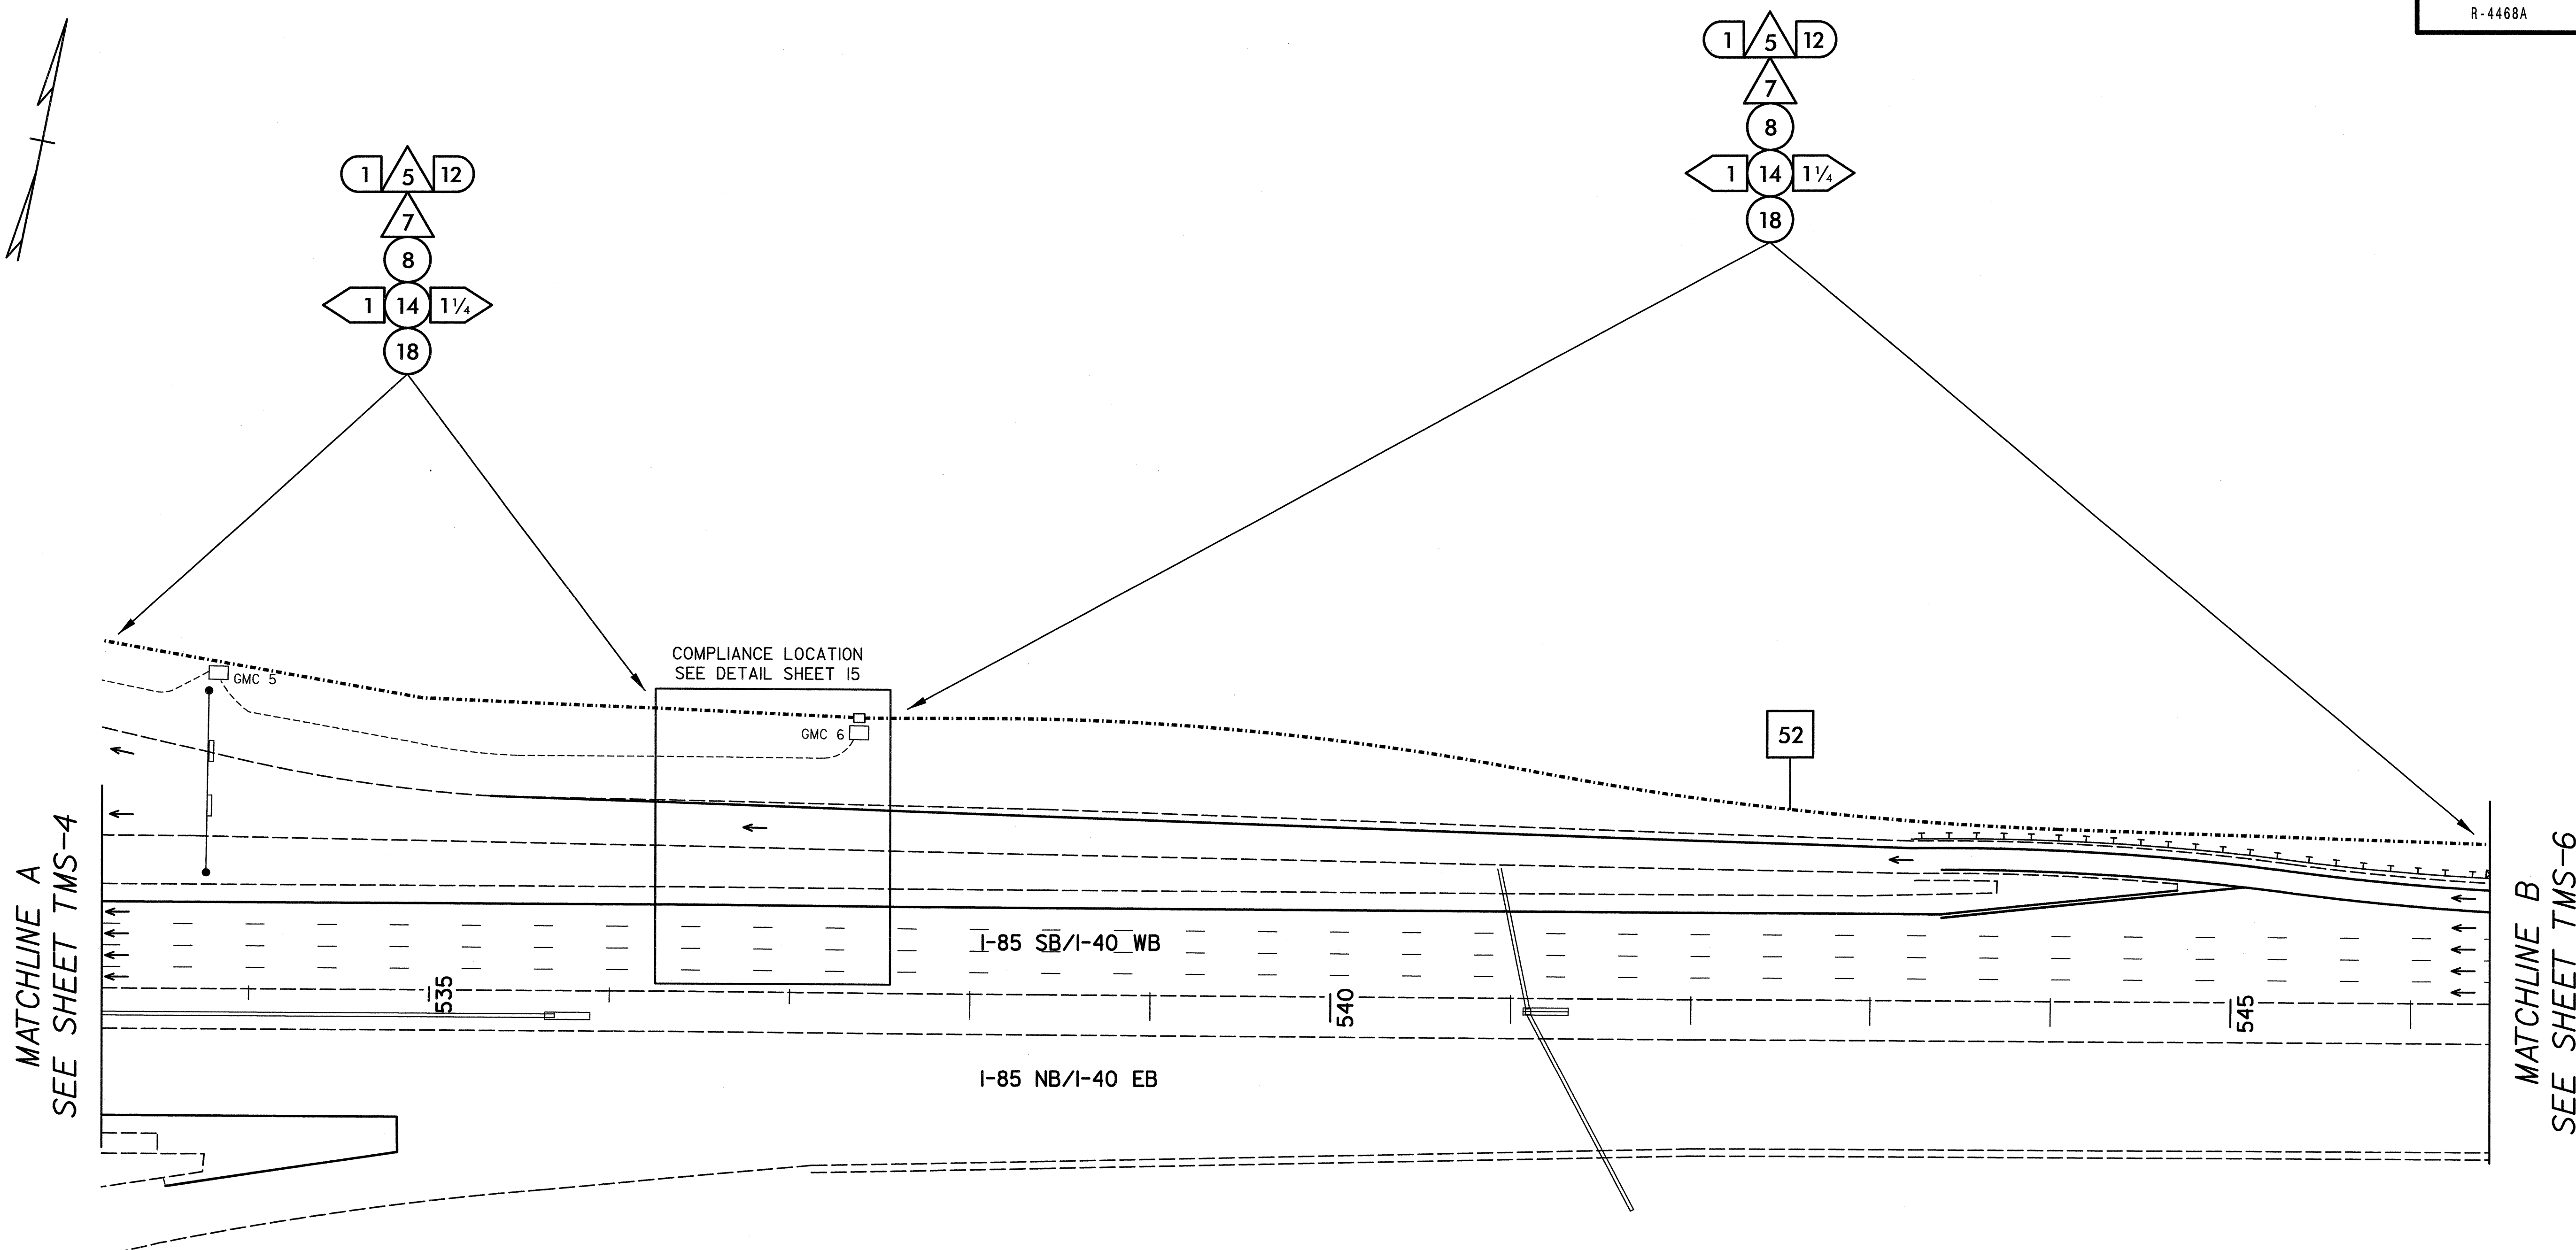 R-4468A
1 5 12
7
8
1 14 1¼
18
1 5 12
7
8
1 14 1¼
18
COMPLIANCE LOCATION
SEE DETAIL SHEET 15
GMC 5
GMC 6
52
MATCHLINE A
SEE SHEET TMS-4
I-85 SB/I-40 WB
535
540
545
I-85 NB/I-40 EB
MATCHLINE B
SEE SHEET TMS-6